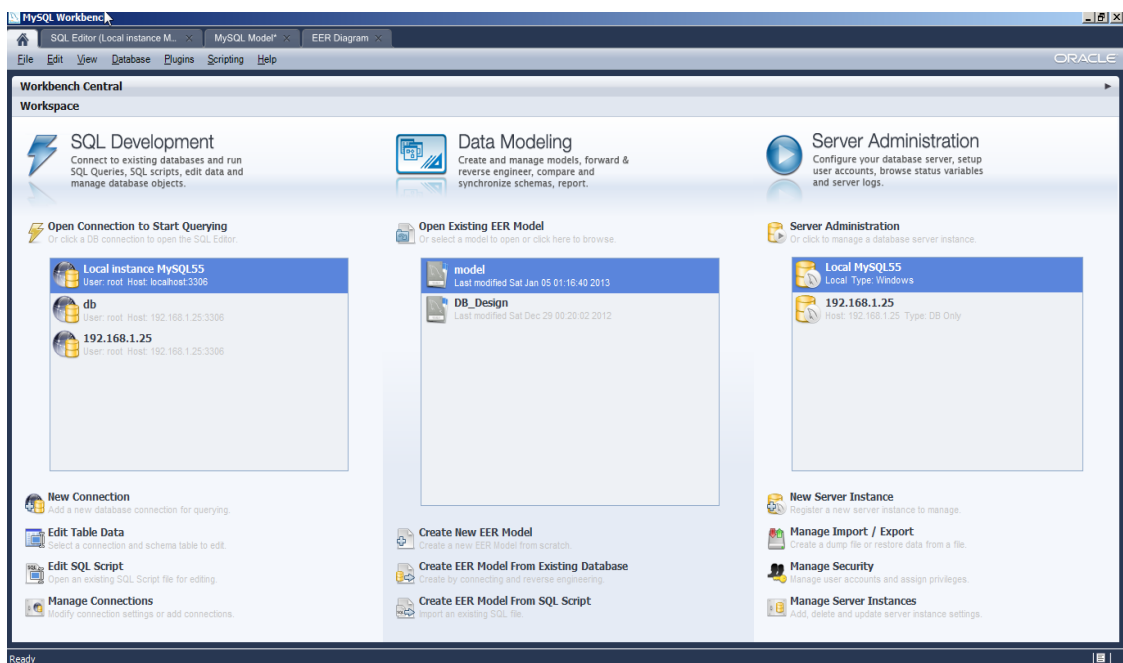 MySQL Workbench
SQL Editor (Local instance M...
MySQL Model*
EER Diagram
File Edit View Database Plugins Scripting Help
ORACLE
Workbench Central
Workspace
SQL Development
Connect to existing databases and run
SQL Queries, SQL scripts, edit data and
manage database objects.
Open Connection to Start Querying
Or click a DB connection to open the SQL Editor.
Local instance MySQL55
User: root Host: localhost:3306
db
User: root Host: 192.168.1.25:3306
192.168.1.25
User: root Host: 192.168.1.25:3306
New Connection
Add a new database connection for querying.
Edit Table Data
Select a connection and schema table to edit.
Edit SQL Script
Open an existing SQL Script file for editing.
Manage Connections
Modify connection settings or add connections.
Data Modeling
Create and manage models, forward &
reverse engineer, compare and
synchronize schemas, report.
Open Existing EER Model
Or select a model to open or click here to browse.
model
Last modified Sat Jan 05 01:16:40 2013
DB_Design
Last modified Sat Dec 29 00:20:02 2012
Create New EER Model
Create a new EER Model from scratch.
Create EER Model From Existing Database
Create by connecting and reverse engineering.
Create EER Model From SQL Script
Import an existing SQL file.
Server Administration
Configure your database server, setup
user accounts, browse status variables
and server logs.
Server Administration
Or click to manage a database server instance.
Local MySQL55
Local Type: Windows
192.168.1.25
Host: 192.168.1.25 Type: DB Only
New Server Instance
Register a new server instance to manage.
Manage Import / Export
Create a dump file or restore data from a file.
Manage Security
Manage user accounts and assign privileges.
Manage Server Instances
Add, delete and update server instance settings.
Ready